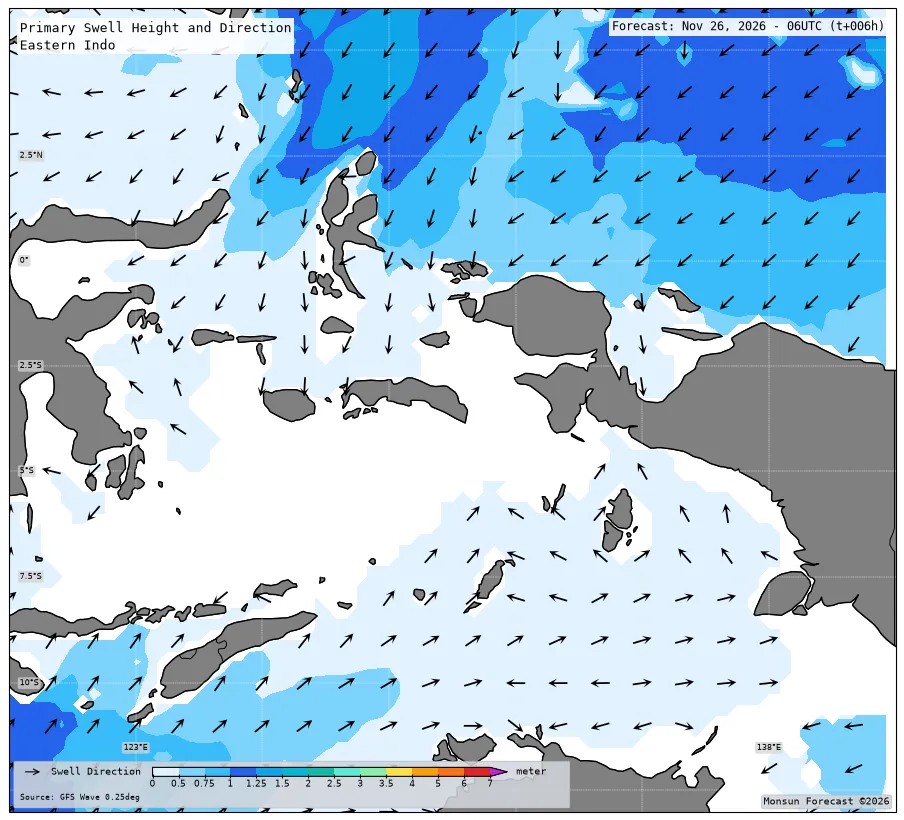 Primary Swell Height and Direction
Eastern Indo
Forecast: Nov 26, 2026 - 06UTC (t+006h)
2.5°N
0°
2.5°S
5°S
7.5°S
10°S
123°E
138°E
Swell Direction
0 0.5 0.75 1 1.25 1.5 2 2.5 3 3.5 4 5 6 7
meter
Source: GFS Wave 0.25deg
Monsun Forecast ©2026